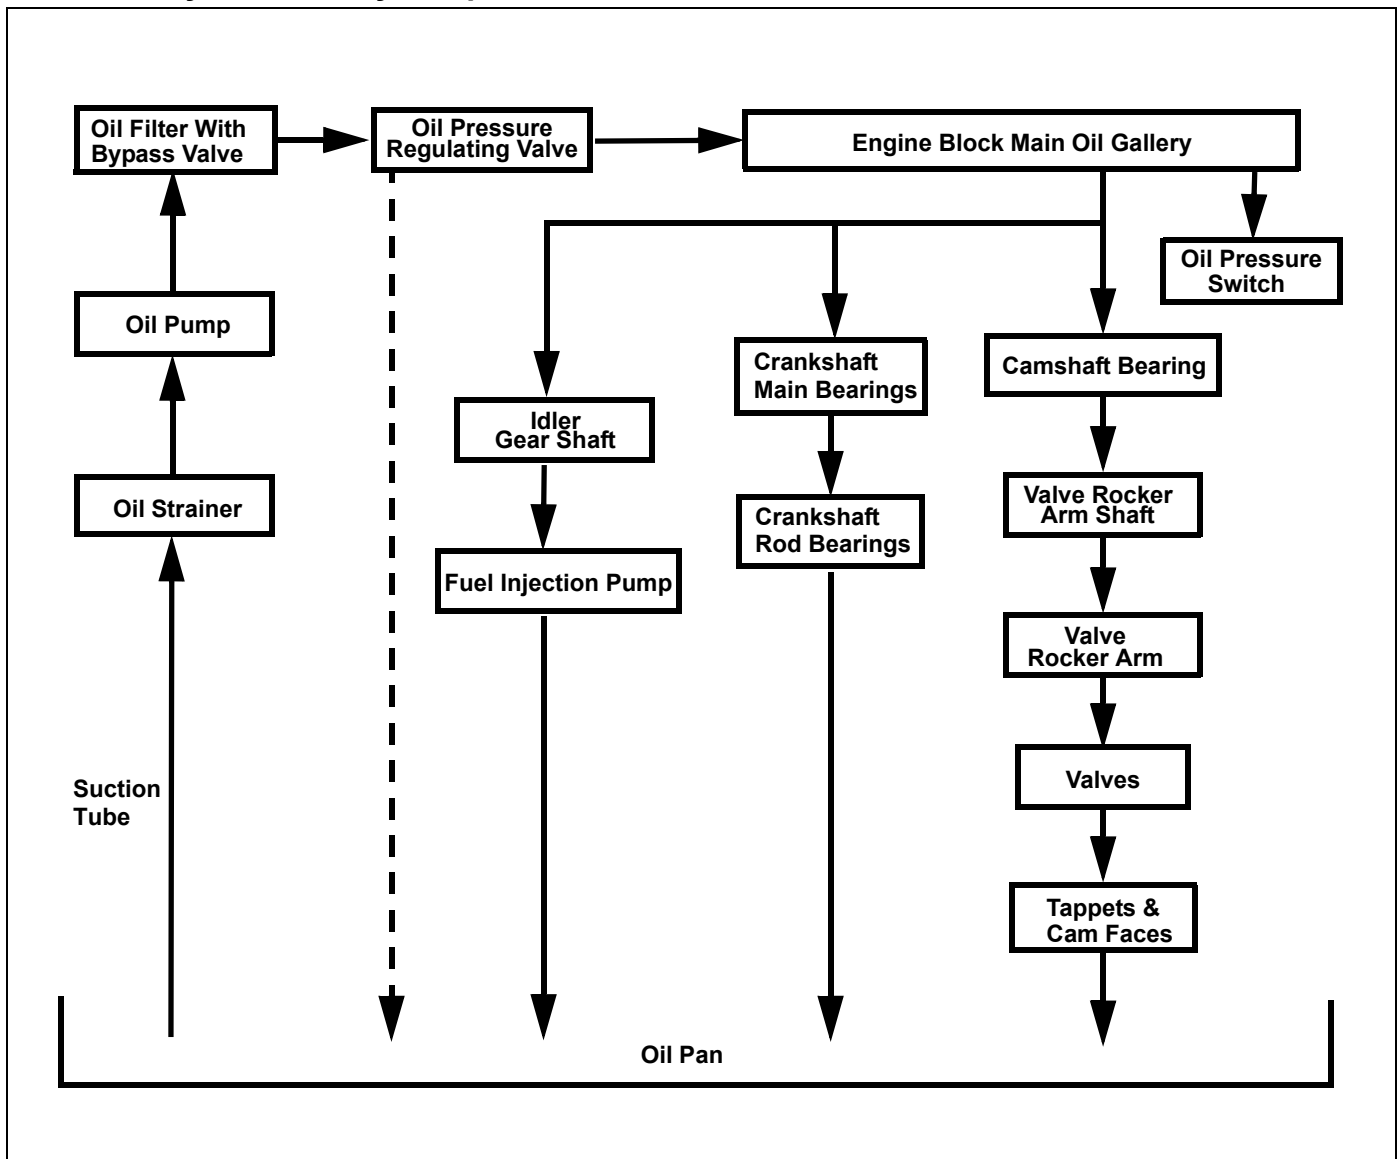 Oil Filter With
Bypass Valve
Oil Pressure
Regulating Valve
Engine Block Main Oil Gallery
Oil Pressure
Switch
Oil Pump
Crankshaft
Main Bearings
Camshaft Bearing
Idler
Gear Shaft
Oil Strainer
Valve Rocker
Arm Shaft
Crankshaft
Rod Bearings
Fuel Injection Pump
Valve
Rocker Arm
Suction
Tube
Valves
Tappets &
Cam Faces
Oil Pan